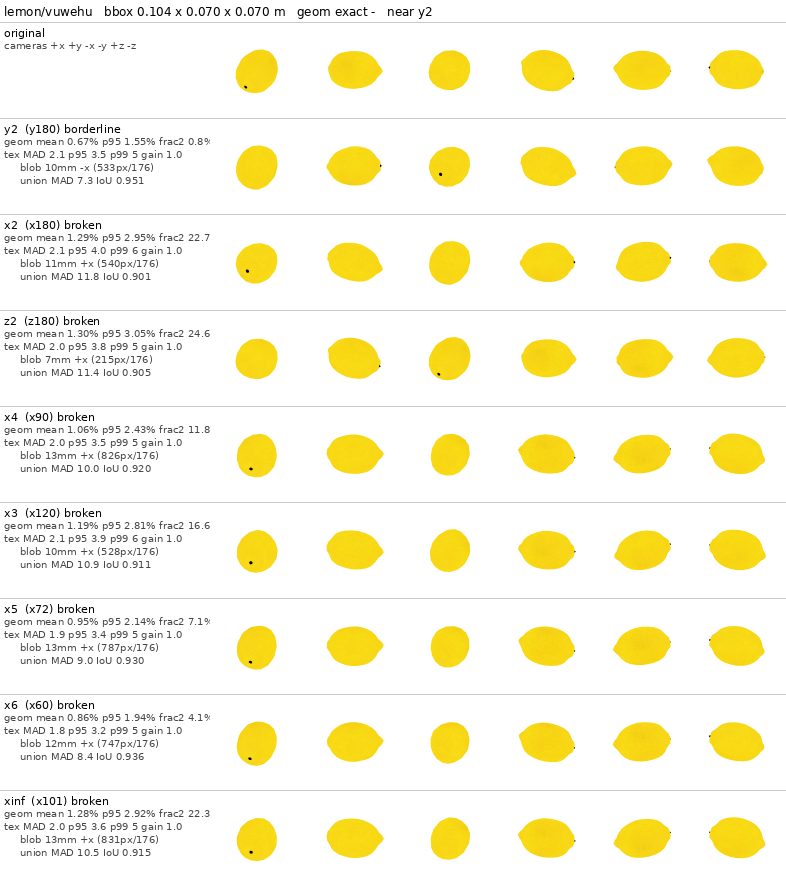 lemon/vuwehu bbox 0.104 x 0.070 x 0.070 m geom exact - near y2
original
cameras +x +y -x -y +z -z
y2 (y180) borderline
geom mean 0.67% p95 1.55% frac2 0.8%
tex MAD 2.1 p95 3.5 p99 5 gain 1.0
blob 10mm -x (533px/176)
union MAD 7.3 IoU 0.951
x2 (x180) broken
geom mean 1.29% p95 2.95% frac2 22.7
tex MAD 2.1 p95 4.0 p99 6 gain 1.0
blob 11mm +x (540px/176)
union MAD 11.8 IoU 0.901
z2 (z180) broken
geom mean 1.30% p95 3.05% frac2 24.6
tex MAD 2.0 p95 3.8 p99 5 gain 1.0
blob 7mm +x (215px/176)
union MAD 11.4 IoU 0.905
x4 (x90) broken
geom mean 1.06% p95 2.43% frac2 11.8
tex MAD 2.0 p95 3.5 p99 5 gain 1.0
blob 13mm +x (826px/176)
union MAD 10.0 IoU 0.920
x3 (x120) broken
geom mean 1.19% p95 2.81% frac2 16.6
tex MAD 2.1 p95 3.9 p99 6 gain 1.0
blob 10mm +x (528px/176)
union MAD 10.9 IoU 0.911
x5 (x72) broken
geom mean 0.95% p95 2.14% frac2 7.1%
tex MAD 1.9 p95 3.4 p99 5 gain 1.0
blob 13mm +x (787px/176)
union MAD 9.0 IoU 0.930
x6 (x60) broken
geom mean 0.86% p95 1.94% frac2 4.1%
tex MAD 1.8 p95 3.2 p99 5 gain 1.0
blob 12mm +x (747px/176)
union MAD 8.4 IoU 0.936
xinf (x101) broken
geom mean 1.28% p95 2.92% frac2 22.3
tex MAD 2.0 p95 3.6 p99 5 gain 1.0
blob 13mm +x (831px/176)
union MAD 10.5 IoU 0.915